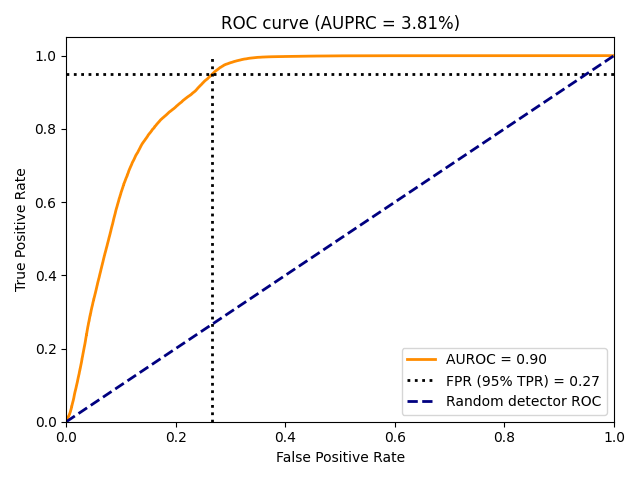 ROC curve (AUPRC = 3.81%)
True Positive Rate
1.0
0.8
0.6
0.4
0.2
0.0
0.0 0.2 0.4 0.6 0.8 1.0
False Positive Rate
AUROC = 0.90
FPR (95% TPR) = 0.27
Random detector ROC